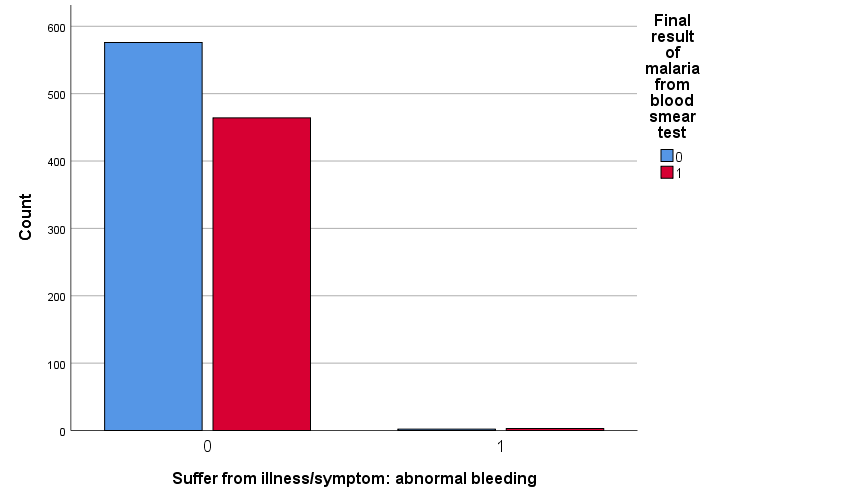 600
500
400
300
200
100
0
Count
0
1
Suffer from illness/symptom: abnormal bleeding
Final
result
of
malaria
from
blood
smear
test
0
1